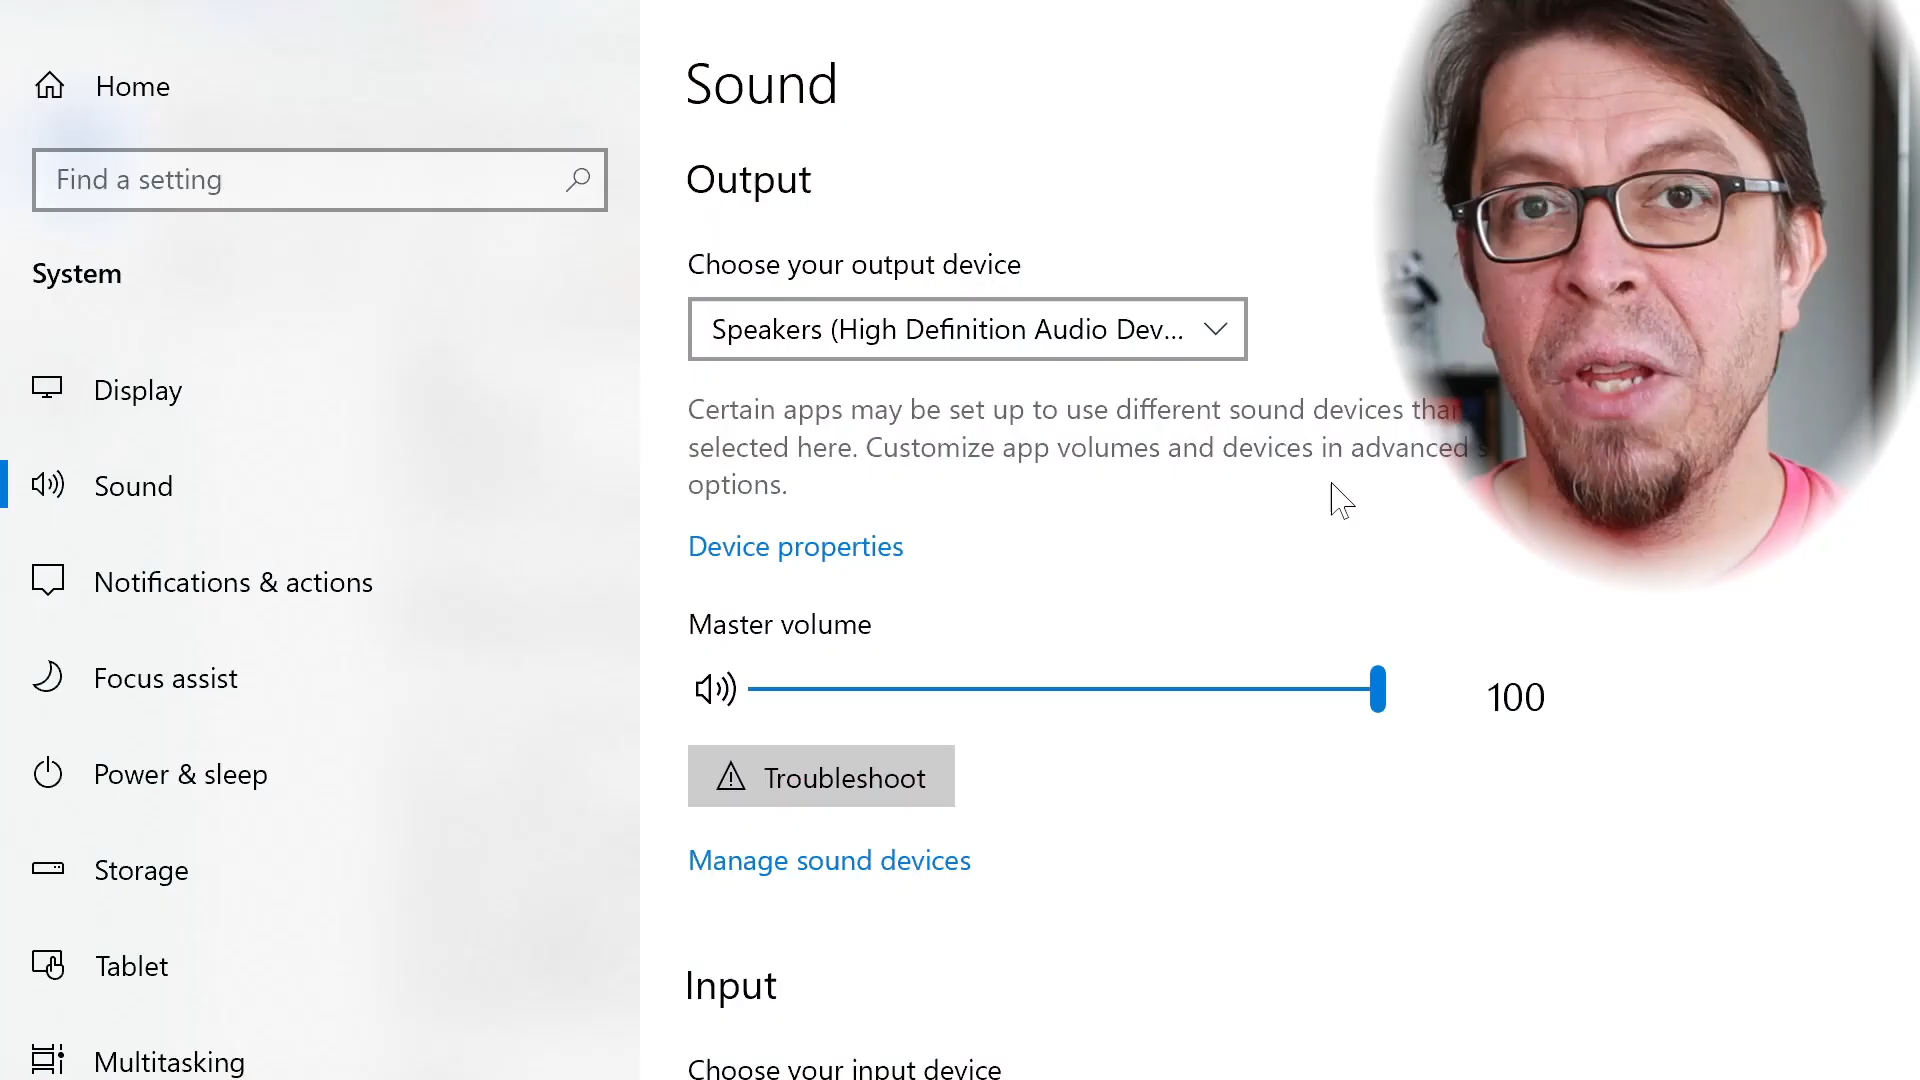 Home
Find a setting
System
Display
Sound
Notifications & actions
Focus assist
Power & sleep
Storage
Tablet
Multitasking
Sound
Output
Choose your output device
Speakers (High Definition Audio Dev...
Certain apps may be set up to use different sound devices than
selected here. Customize app volumes and devices in advanced s
options.
Device properties
Master volume
100
Troubleshoot
Manage sound devices
Input
Choose your input device